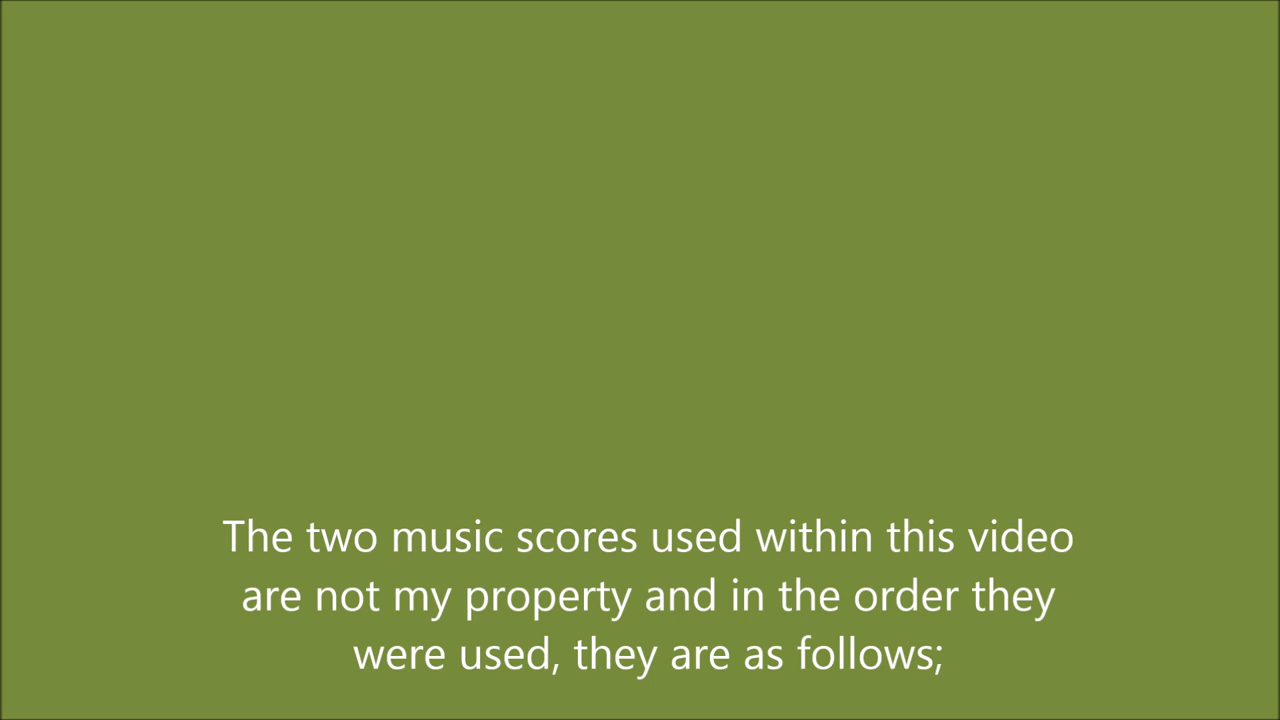 The two music scores used within this video
are not my property and in the order they
were used, they are as follows;